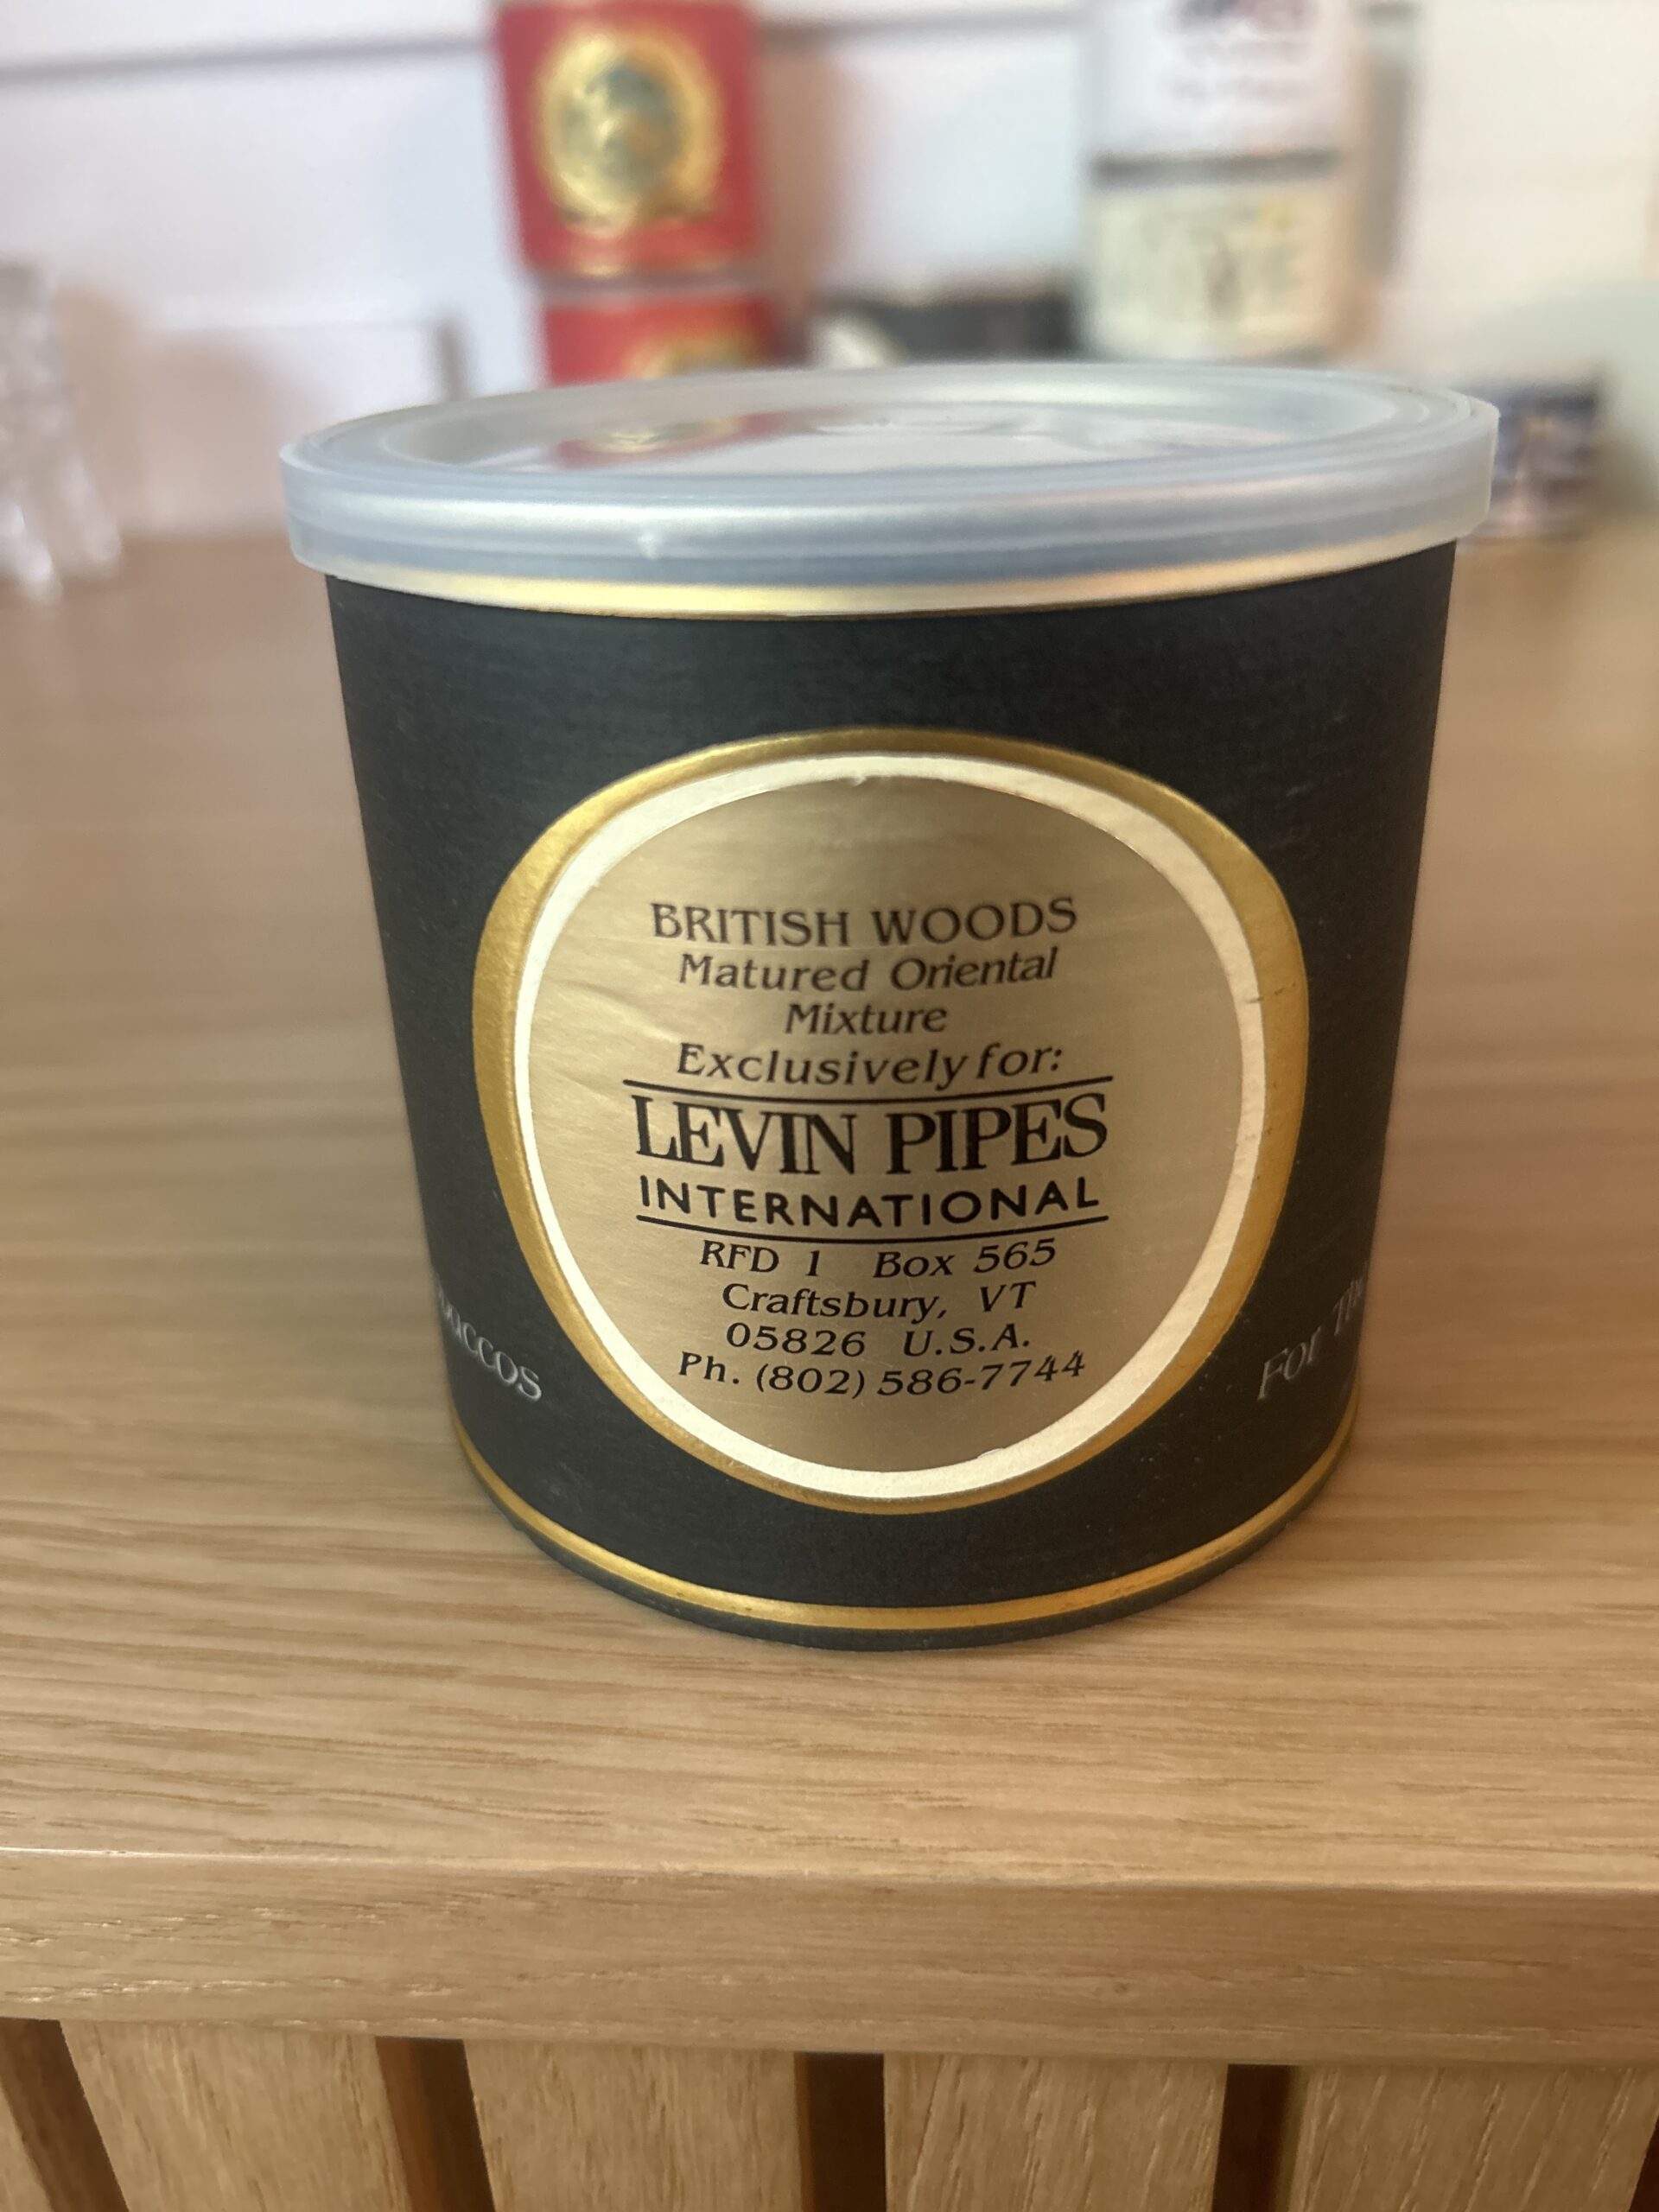 BRITISH WOODS
Matured Oriental
Mixture
Exclusively for:
LEVIN PIPES
INTERNATIONAL
RFD 1 Box 565
Craftsbury, VT
05826 U.S.A.
Ph. (802) 586-7744
For